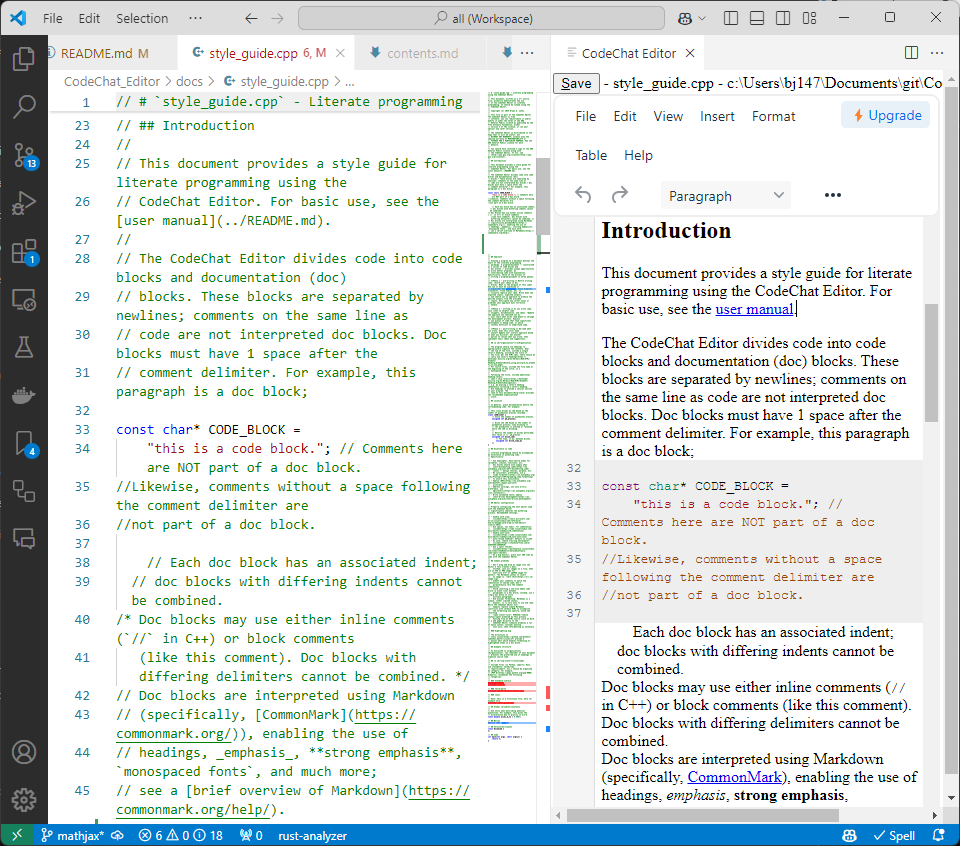 File Edit Selection ··· all (Workspace)
README.md M style_guide.cpp 6, M contents.md ··· CodeChat Editor
CodeChat_Editor > docs > style_guide.cpp > ...
1 // # `style_guide.cpp` - Literate programming
23 // ## Introduction
24 //
25 // This document provides a style guide for
literate programming using the
26 // CodeChat Editor. For basic use, see the
[user manual](../README.md).
27 //
28 // The CodeChat Editor divides code into code
blocks and documentation (doc)
29 // blocks. These blocks are separated by
newlines; comments on the same line as
30 // code are not interpreted doc blocks. Doc
blocks must have 1 space after the
31 // comment delimiter. For example, this
paragraph is a doc block;
32
33 const char* CODE_BLOCK =
34 "this is a code block."; // Comments here
are NOT part of a doc block.
35 //Likewise, comments without a space following
the comment delimiter are
36 //not part of a doc block.
37
38 // Each doc block has an associated indent;
39 // doc blocks with differing indents cannot
be combined.
40 /* Doc blocks may use either inline comments
(`//` in C++) or block comments
41 (like this comment). Doc blocks with
differing delimiters cannot be combined. */
42 // Doc blocks are interpreted using Markdown
43 // (specifically, [CommonMark](https://
commonmark.org/)), enabling the use of
44 // headings, _emphasis_, **strong emphasis**,
`monospaced fonts`, and much more;
45 // see a [brief overview of Markdown](https://
commonmark.org/help/).
Save - style_guide.cpp - c:\Users\bj147\Documents\git\Co
File Edit View Insert Format Upgrade
Table Help
Paragraph
Introduction
This document provides a style guide for literate
programming using the CodeChat Editor. For
basic use, see the user manual.
The CodeChat Editor divides code into code
blocks and documentation (doc) blocks. These
blocks are separated by newlines; comments on
the same line as code are not interpreted doc
blocks. Doc blocks must have 1 space after the
comment delimiter. For example, this paragraph
is a doc block;
32
33 const char* CODE_BLOCK =
34 "this is a code block."; //
Comments here are NOT part of a doc
block.
35 //Likewise, comments without a space
following the comment delimiter are
36 //not part of a doc block.
37
Each doc block has an associated indent;
doc blocks with differing indents cannot be
combined.
Doc blocks may use either inline comments (//
in C++) or block comments (like this comment).
Doc blocks with differing delimiters cannot be
combined.
Doc blocks are interpreted using Markdown
(specifically, CommonMark), enabling the use of
headings, emphasis, strong emphasis,
13
1
4
mathjax* 6 0 18 0 rust-analyzer Spell